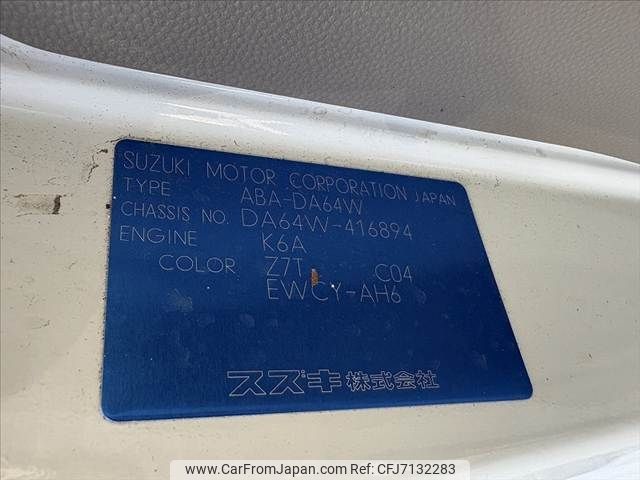 SUZUKI MOTOR CORPORATION JAPAN
TYPE ABA-DA64W
CHASSIS NO. DA64W-416894
ENGINE K6A
COLOR Z7T C04
EWCY-AH6
スズキ株式会社
www.CarFromJapan.com Ref. CFJ7132283